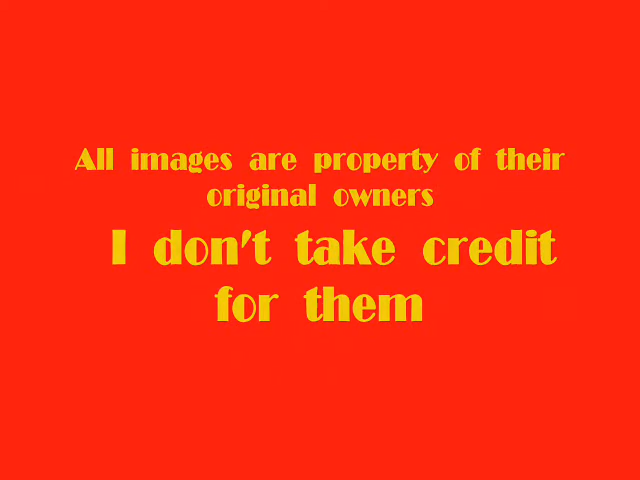 All images are property of their
original owners
I don't take credit
for them